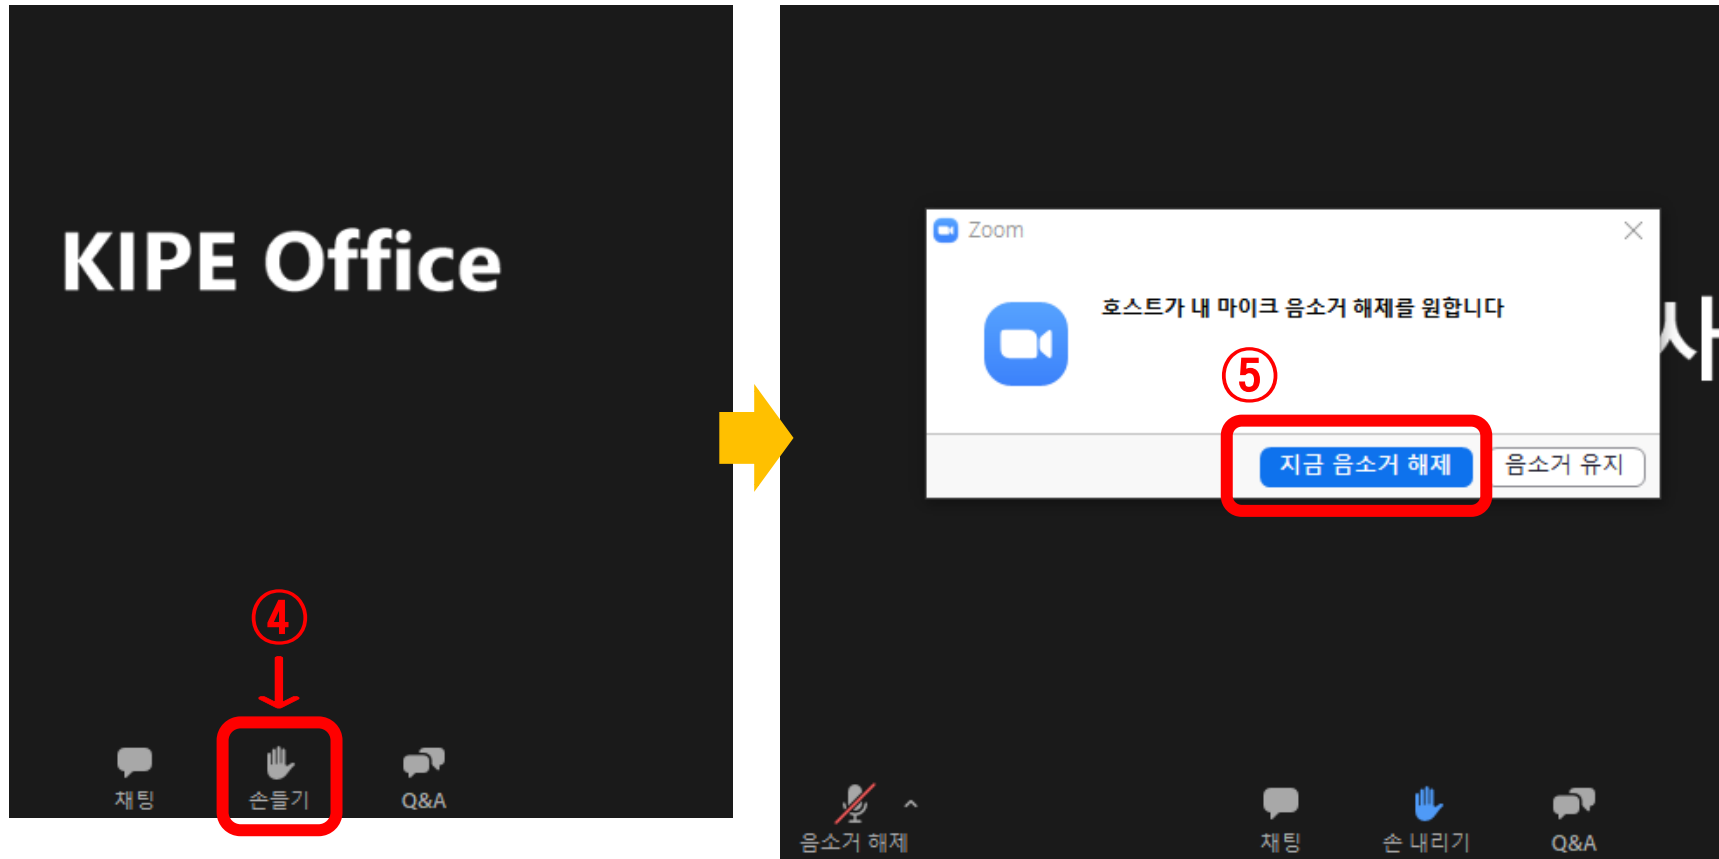 KIPE Office
④
채팅
손들기
Q&A
Zoom
호스트가 내 마이크 음소거 해제를 원합니다
사
⑤
지금 음소거 해제
음소거 유지
음소거 해제
채팅
손 내리기
Q&A